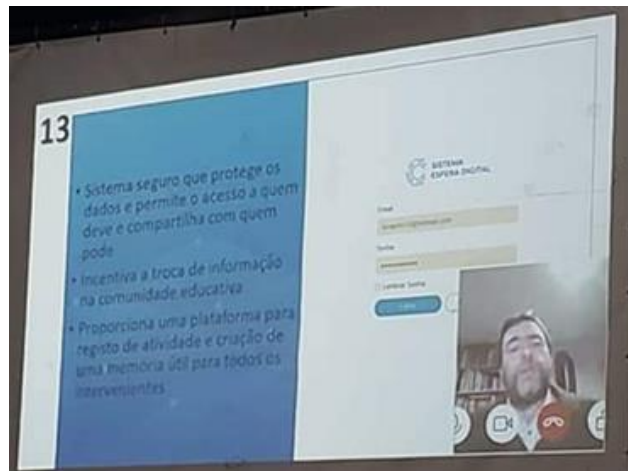 13
• Sistema seguro que protege os
dados e permite o acesso a quem
deve e compartilha com quem
pode
• Incentiva a troca de informação
na comunidade educativa
• Proporciona uma plataforma para
registo de atividade e criação de
uma memória útil para todos os
intervenientes
SISTEMA
ESFERA DIGITAL
Email
Senha
Lembrar Senha